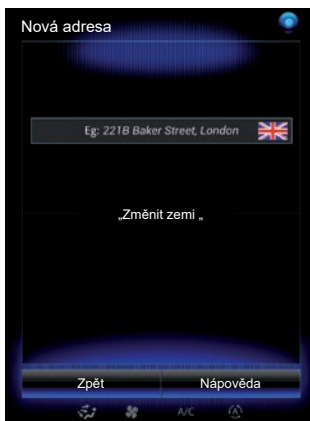 Nová adresa
Eg: 221B Baker Street, London
„Změnit zemi „
Zpět Nápověda
A/C